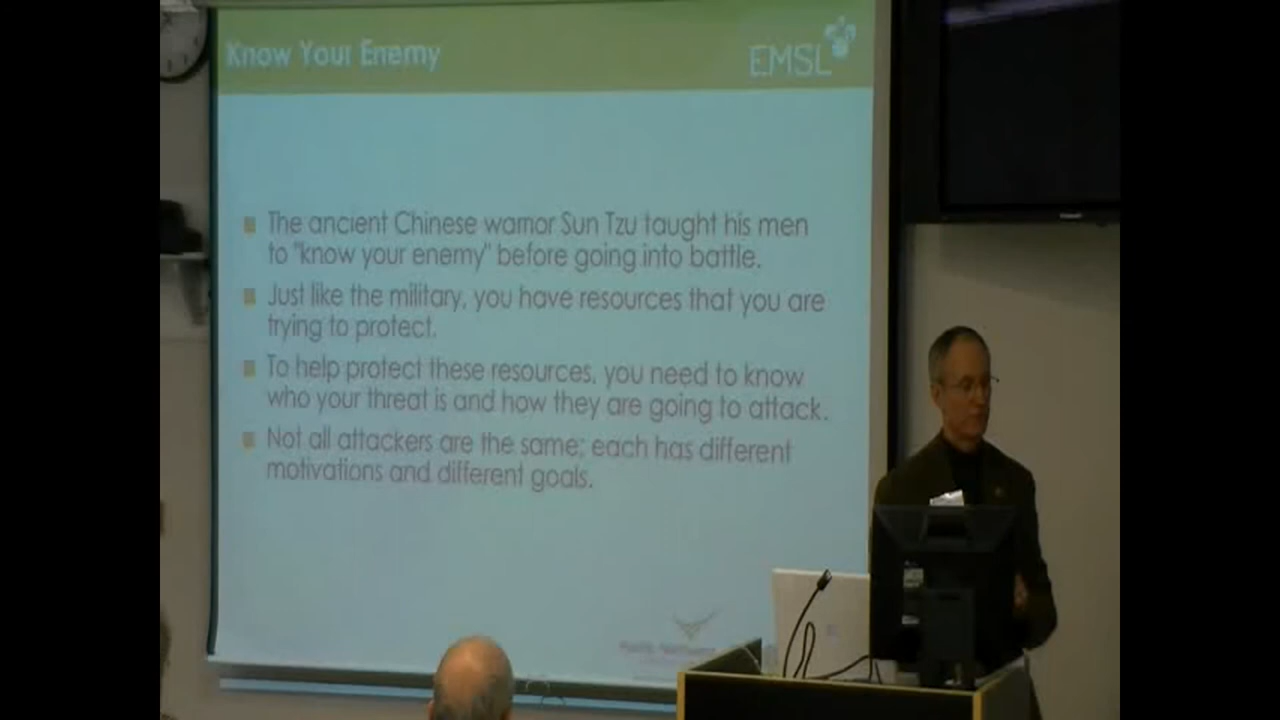 Know Your Enemy
EMSL
The ancient Chinese warrior Sun Tzu taught his men
to "know your enemy" before going into battle.
Just like the military, you have resources that you are
trying to protect.
To help protect these resources, you need to know
who your threat is and how they are going to attack.
Not all attackers are the same; each has different
motivations and different goals.
Pacific Northwest